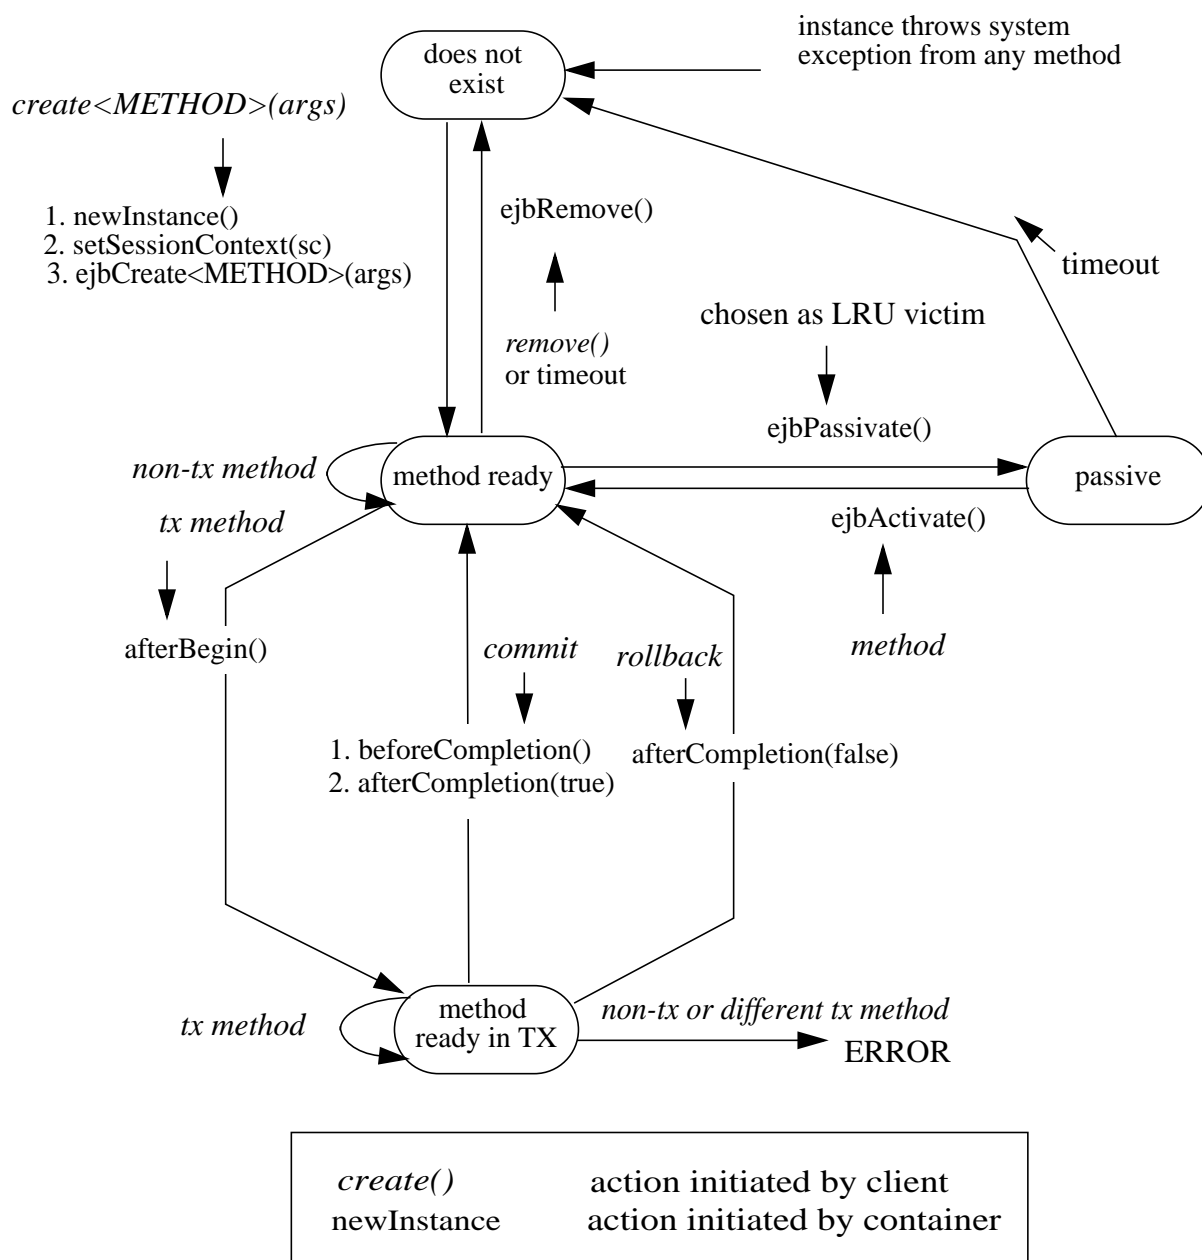 instance throws system
exception from any method
does not
exist
create<METHOD>(args)
1. newInstance()
2. setSessionContext(sc)
3. ejbCreate<METHOD>(args)
ejbRemove()
timeout
chosen as LRU victim
remove()
or timeout
ejbPassivate()
non-tx method
method ready
passive
tx method
ejbActivate()
afterBegin()
commit
rollback
method
1. beforeCompletion()
2. afterCompletion(true)
afterCompletion(false)
tx method
method
ready in TX
non-tx or different tx method
ERROR
create() action initiated by client
newInstance action initiated by container